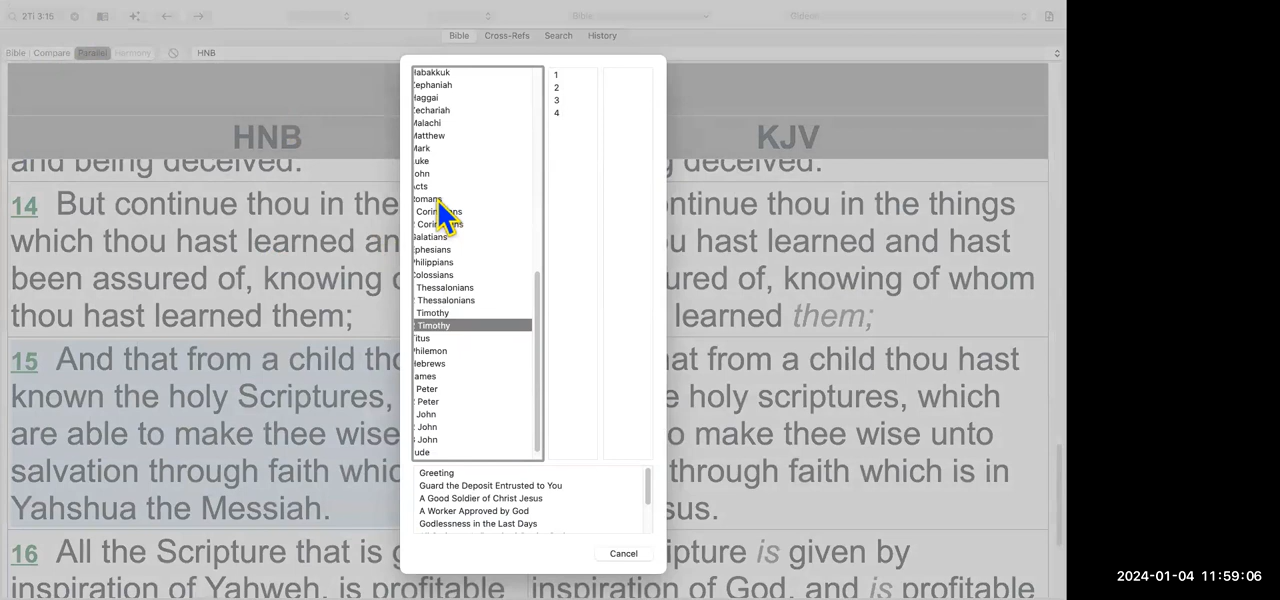 2Ti 3:15
Bible
Gideon
Bible Cross-Refs Search History
Bible Compare Parallel Harmony HNB
HNB KJV
and being deceived.
deceived.
14 But continue thou in the
which thou hast learned an
been assured of, knowing
thou hast learned them;
ntinue thou in the things
u hast learned and hast
ured of, knowing of whom
learned them;
15 And that from a child tho
known the holy Scriptures,
are able to make thee wise
salvation through faith whic
Yahshua the Messiah.
hat from a child thou hast
e holy scriptures, which
o make thee wise unto
through faith which is in
sus.
16 All the Scripture that is g
inspiration of Yahweh, is profitable
ripture is given by
inspiration of God, and is profitable
Habakkuk
Zephaniah
Haggai
Zechariah
Malachi
Matthew
Mark
Luke
John
Acts
Romans
Galatians
Ephesians
Philippians
Colossians
Thessalonians
Thessalonians
Timothy
Timothy
Titus
Philemon
Hebrews
James
Peter
Peter
John
John
John
Jude
1
2
3
4
Greeting
Guard the Deposit Entrusted to You
A Good Soldier of Christ Jesus
A Worker Approved by God
Godlessness in the Last Days
Cancel
2024-01-04 11:59:06